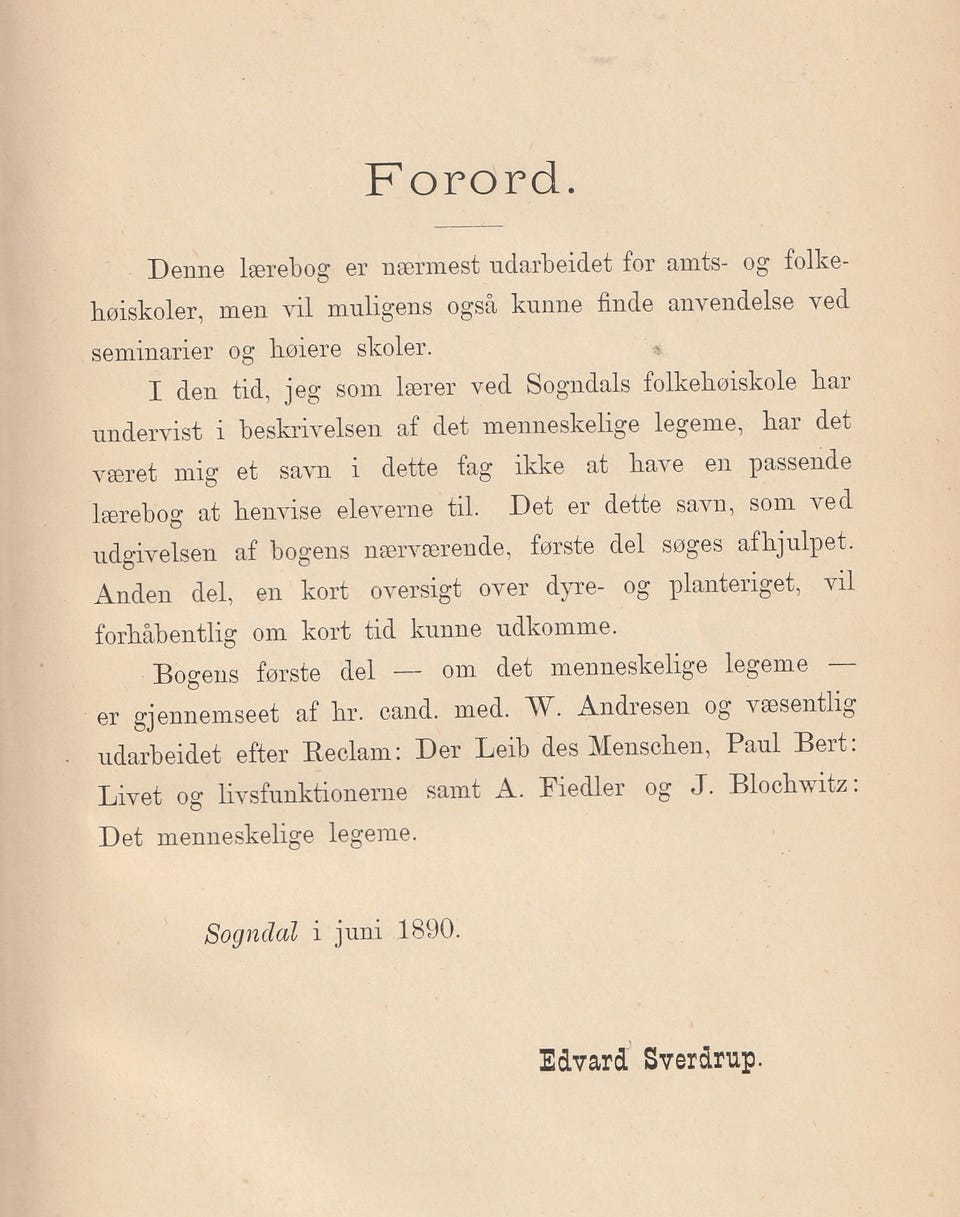 Forord.
Denne lærebog er nærmest udarbeidet for amts- og folke-
høiskoler, men vil muligens også kunne finde anvendelse ved
seminarier og høiere skoler.
I den tid, jeg som lærer ved Sogndals folkehøiskole har
undervist i beskrivelsen af det menneskelige legeme, har det
været mig et savn i dette fag ikke at have en passende
lærebog at henvise eleverne til. Det er dette savn, som ved
udgivelsen af bogens nærværende, første del søges afhjulpet.
Anden del, en kort oversigt over dyre- og planteriget, vil
forhåbentlig om kort tid kunne udkomme.
Bogens første del — om det menneskelige legeme —
er gjennemseet af hr. cand. med. W. Andresen og væsentlig
udarbeidet efter Reclam: Der Leib des Menschen, Paul Bert:
Livet og livsfunktionerne samt A. Fiedler og J. Blochwitz:
Det menneskelige legeme.
Sogndal i juni 1890.
Edvard Sverdrup.